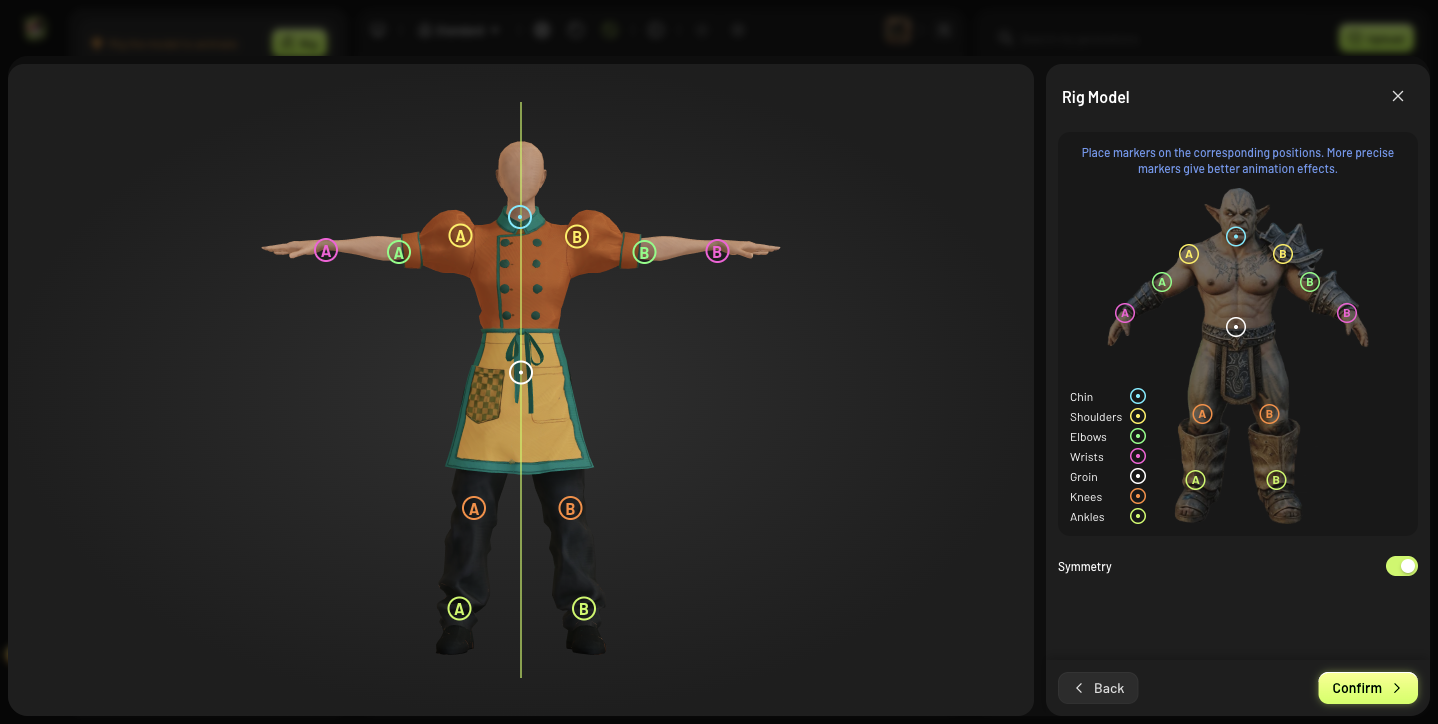 Rig Model
Place markers on the corresponding positions. More precise
markers give better animation effects.
A
B
A
A
B
B
A
B
A
B
A
B
A
B
A
B
Chin
Shoulders
Elbows
Wrists
Groin
Knees
Ankles
A
B
A
B
Symmetry
Back
Confirm